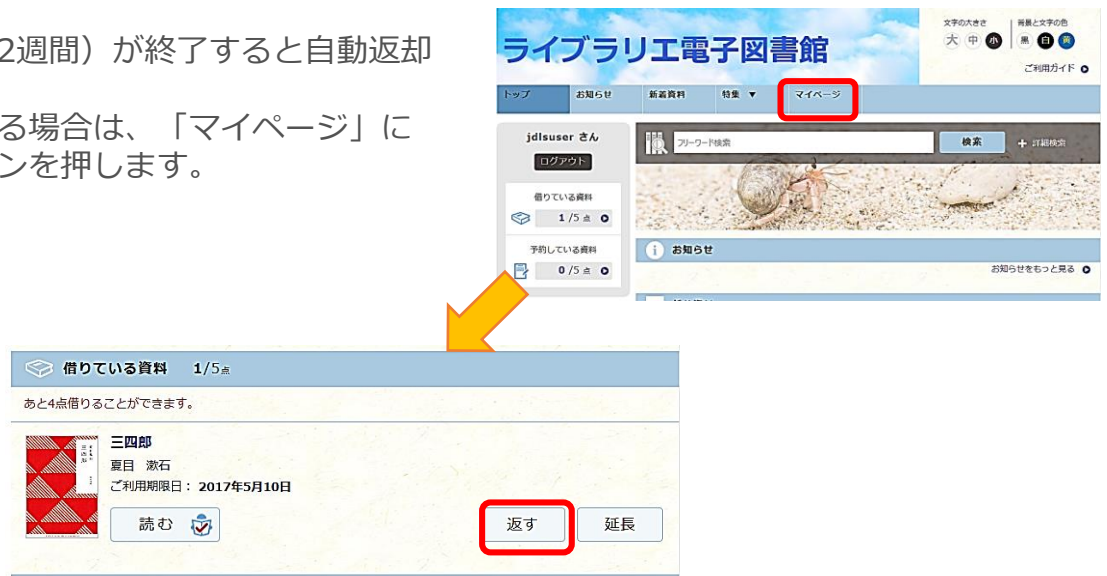 2週間）が終了すると自動返却
る場合は、「マイページ」に
ンを押します。
ライブラリエ電子図書館
文字の大きさ 背景と文字の色
大 中 小 黒 白 黄
ご利用ガイド
トップ お知らせ 新着資料 特集 ▼ マイページ
jdlsuser さん
ログアウト
フリーワード検索 検索 + 詳細検索
借りている資料
1 /5 点
予約している資料
0 /5 点
お知らせ
お知らせをもっと見る
借りている資料 1/5点
あと4点借りることができます。
三四郎
夏目 漱石
ご利用期限日： 2017年5月10日
読む 返す 延長